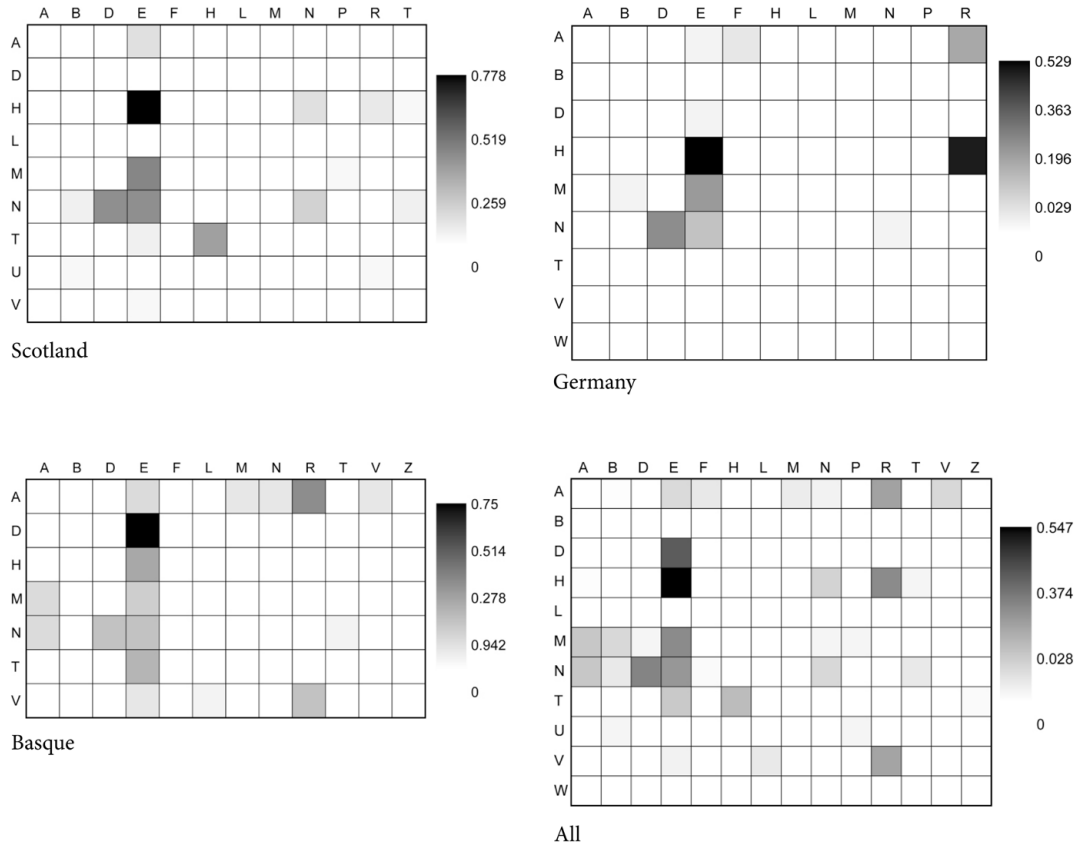 A B D E F H L M N P R T
A
D
H
L
M
N
T
U
V
0.778
0.519
0.259
0
Scotland
A B D E F H L M N P R
A
B
D
H
M
N
T
V
W
0.529
0.363
0.196
0.029
0
Germany
A B D E F L M N R T V Z
A
D
H
M
N
T
V
0.75
0.514
0.278
0.942
0
Basque
A B D E F H L M N P R T V Z
A
B
D
H
L
M
N
T
U
V
W
0.547
0.374
0.028
0
All